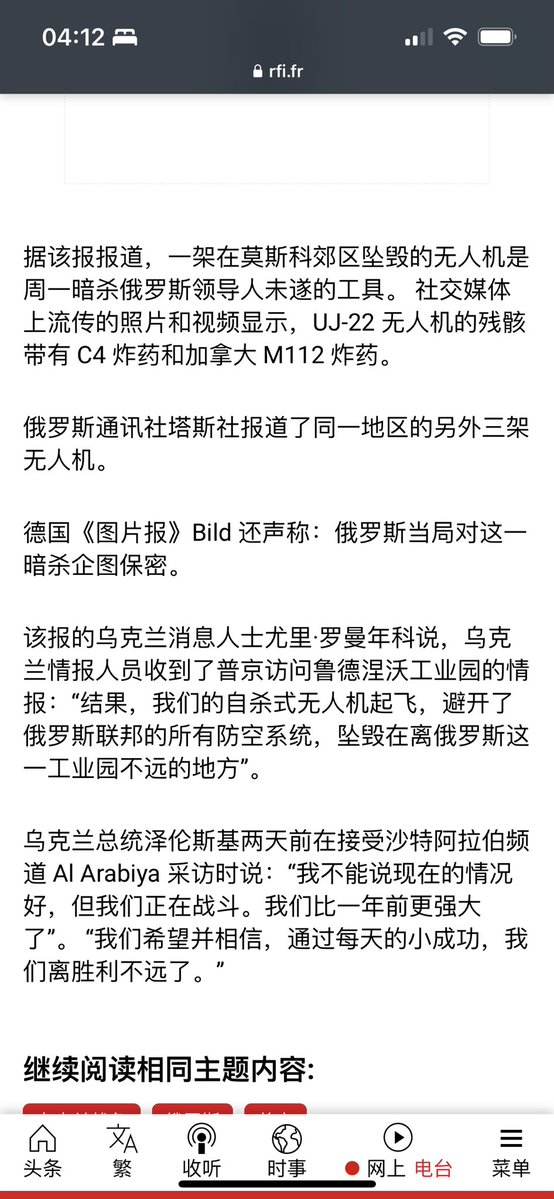 04:12
rfi.fr
据该报报道，一架在莫斯科郊区坠毁的无人机是
周一暗杀俄罗斯领导人未遂的工具。 社交媒体
上流传的照片和视频显示，UJ-22 无人机的残骸
带有 C4 炸药和加拿大 M112 炸药。
俄罗斯通讯社塔斯社报道了同一地区的另外三架
无人机。
德国《图片报》Bild 还声称：俄罗斯当局对这一
暗杀企图保密。
该报的乌克兰消息人士尤里·罗曼年科说，乌克
兰情报人员收到了普京访问鲁德涅沃工业园的情
报：“结果，我们的自杀式无人机起飞，避开了
俄罗斯联邦的所有防空系统，坠毁在离俄罗斯这
一工业园不远的地方”。
乌克兰总统泽伦斯基两天前在接受沙特阿拉伯频
道 Al Arabiya 采访时说：“我不能说现在的情况
好，但我们正在战斗。我们比一年前更强大
了”。 “我们希望并相信，通过每天的小成功，我
们离胜利不远了。”
继续阅读相同主题内容:
头条 繁 收听 时事 网上 电台 菜单